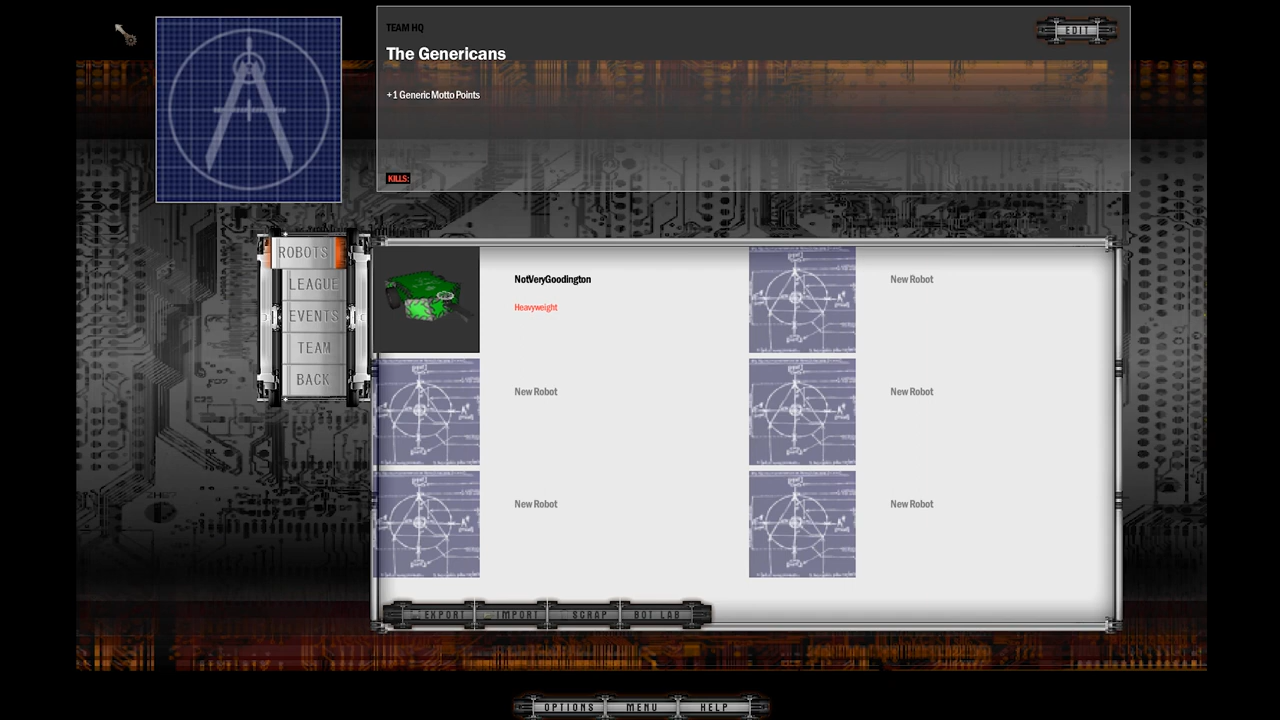 TEAM HQ
EDIT
The Genericans
+1 Generic Motto Points
KILLS:
ROBOTS
LEAGUE
EVENTS
TEAM
BACK
NotVeryGoodington
Heavyweight
New Robot
New Robot
New Robot
New Robot
New Robot
EXPORT
IMPORT
SCRAP
BOT LAB
OPTIONS
MENU
HELP